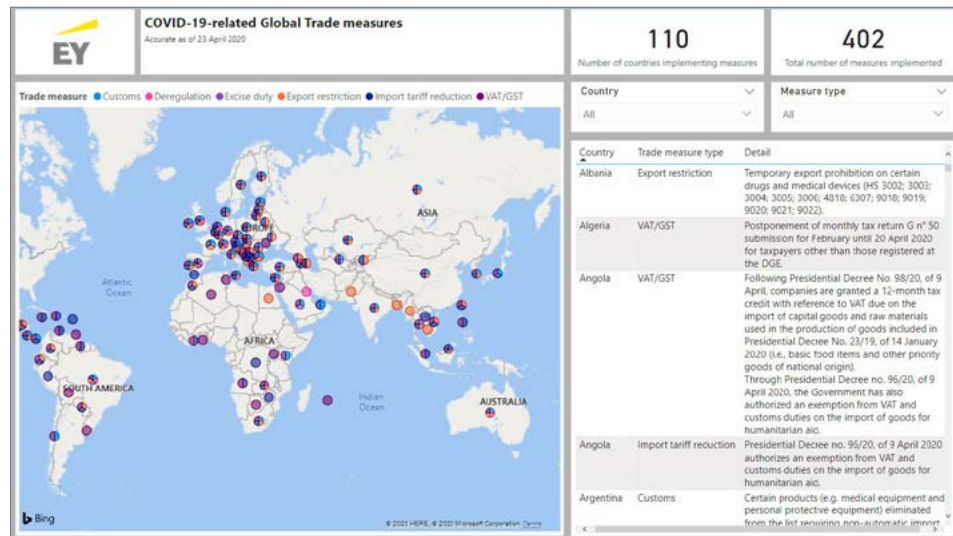 EY
COVID-19-related Global Trade measures
Accurate as of 23 April 2020
110
Number of countries implementing measures
402
Total number of measures implemented
Trade measure Customs Deregulation Excise duty Export restriction Import tariff reduction VAT/GST
Country
All
Measure type
All
ASIA
EUROPE
Atlantic
Ocean
AFRICA
SOUTH AMERICA
Indian
Ocean
AUSTRALIA
Bing
© 2020 HERE, © 2020 Microsoft Corporation Terms
Country Trade measure type Detail
Albania Export restriction Temporary export prohibition on certain
drugs and medical devices (HS 3002; 3003;
3004; 3005; 3006; 4818; 6307; 9018; 9019;
9020; 9021; 9022).
Algeria VAT/GST Postponement of monthly tax return G n° 50
submission for February until 20 April 2020
for taxpayers other than those registered at
the DGE.
Angola VAT/GST Following Presidential Decree No. 98/20, of 9
April, companies are granted a 12-month tax
credit with reference to VAT due on the
import of capital goods and raw materials
used in the production of goods included in
Presidential Decree No. 23/19, of 14 January
2020 (i.e., basic food items and other priority
goods of national origin).
Through Presidential Decree no. 96/20, of 9
April 2020, the Government has also
authorized an exemption from VAT and
customs duties on the import of goods for
humanitarian aid.
Angola Import tariff reduction Presidential Decree no. 96/20, of 9 April 2020
authorizes an exemption from VAT and
customs duties on the import of goods for
humanitarian aid.
Argentina Customs Certain products (e.g. medical equipment and
personal protective equipment) eliminated
from the list requiring non-automatic import